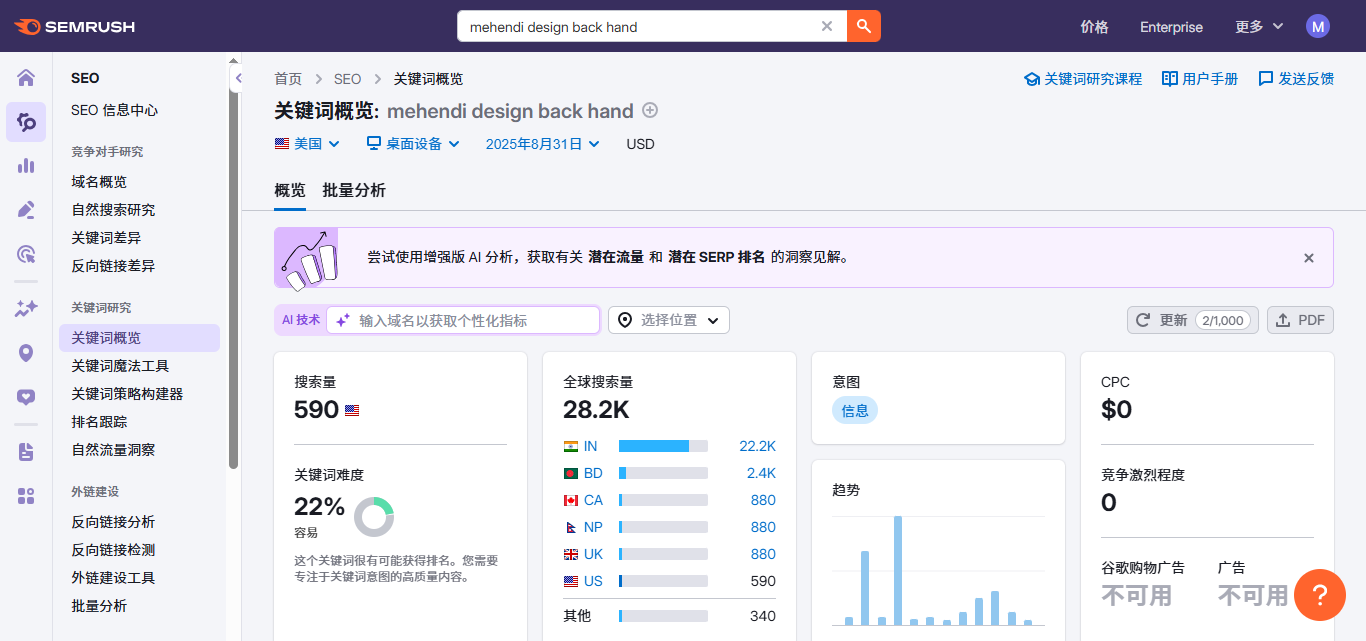 SEMRUSH
mehendi design back hand
价格
Enterprise
更多
M
SEO
SEO 信息中心
竞争对手研究
域名概览
自然搜索研究
关键词差异
反向链接差异
关键词研究
关键词概览
关键词魔法工具
关键词策略构建器
排名跟踪
自然流量洞察
外链建设
反向链接分析
反向链接检测
外链建设工具
批量分析
首页 > SEO > 关键词概览
关键词研究课程
用户手册
发送反馈
关键词概览: mehendi design back hand
美国
桌面设备
2025年8月31日
USD
概览
批量分析
尝试使用增强版 AI 分析，获取有关 潜在流量 和 潜在 SERP 排名 的洞察见解。
AI 技术
输入域名以获取个性化指标
选择位置
更新 2/1,000
PDF
搜索量
590
关键词难度
22%
容易
这个关键词很有可能获得排名。您需要
专注于关键词意图的高质量内容。
全球搜索量
28.2K
IN 22.2K
BD 2.4K
CA 880
NP 880
UK 880
US 590
其他 340
意图
信息
趋势
CPC
$0
竞争激烈程度
0
谷歌购物广告
不可用
广告
不可用
?